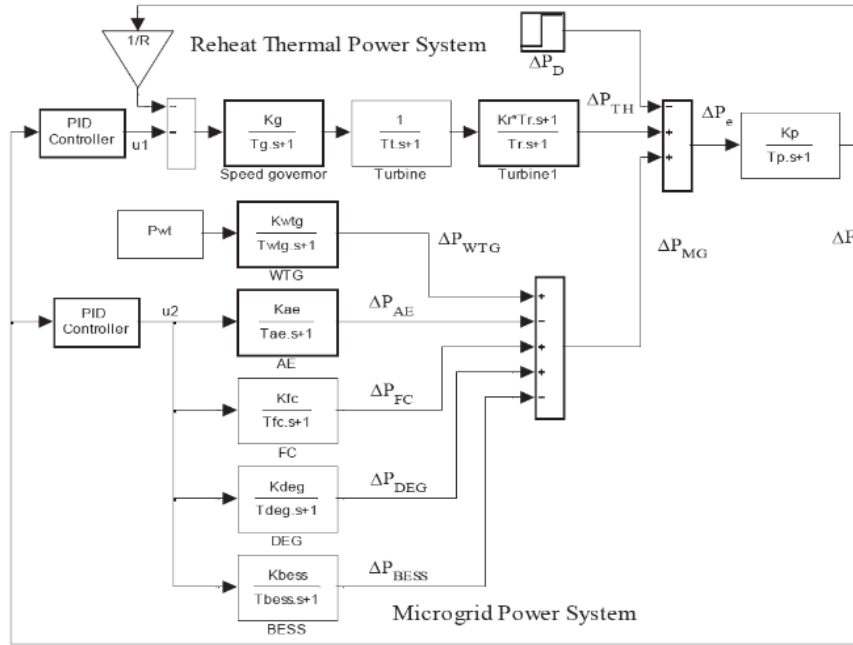 1/R
Reheat Thermal Power System
ΔP_D
PID
Controller
u1
Kg
Tg.s+1
Speed governor
1
Tt.s+1
Turbine
Kr*Tr.s+1
Tr.s+1
Turbine1
ΔP_TH
ΔP_e
Kp
Tp.s+1
Pwt
Kwtg
Twtg.s+1
WTG
ΔP_WTG
ΔP_MG
ΔF
PID
Controller
u2
Kae
Tae.s+1
AE
ΔP_AE
Kfc
Tfc.s+1
FC
ΔP_FC
Kdeg
Tdeg.s+1
DEG
ΔP_DEG
Kbess
Tbess.s+1
BESS
ΔP_BESS
Microgrid Power System